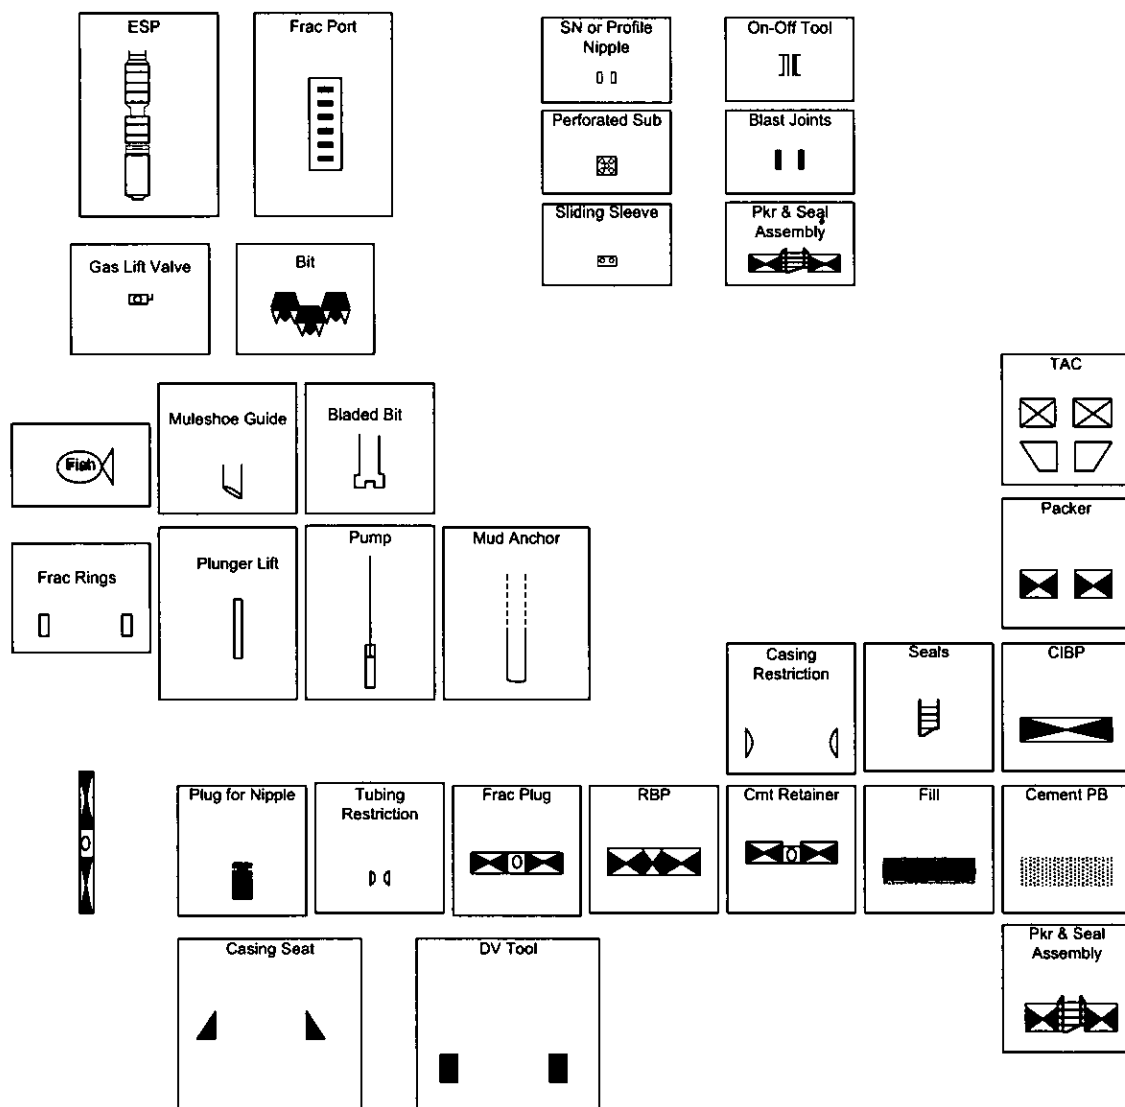 ESP
Frac Port
SN or Profile
Nipple
On-Off Tool
Perforated Sub
Blast Joints
Sliding Sleeve
Pkr & Seal
Assembly
Gas Lift Valve
Bit
TAC
Fish
Muleshoe Guide
Bladed Bit
Packer
Frac Rings
Plunger Lift
Pump
Mud Anchor
Casing
Restriction
Seals
CIBP
Plug for Nipple
Tubing
Restriction
Frac Plug
RBP
Cmt Retainer
Fill
Cement PB
Casing Seat
DV Tool
Pkr & Seal
Assembly